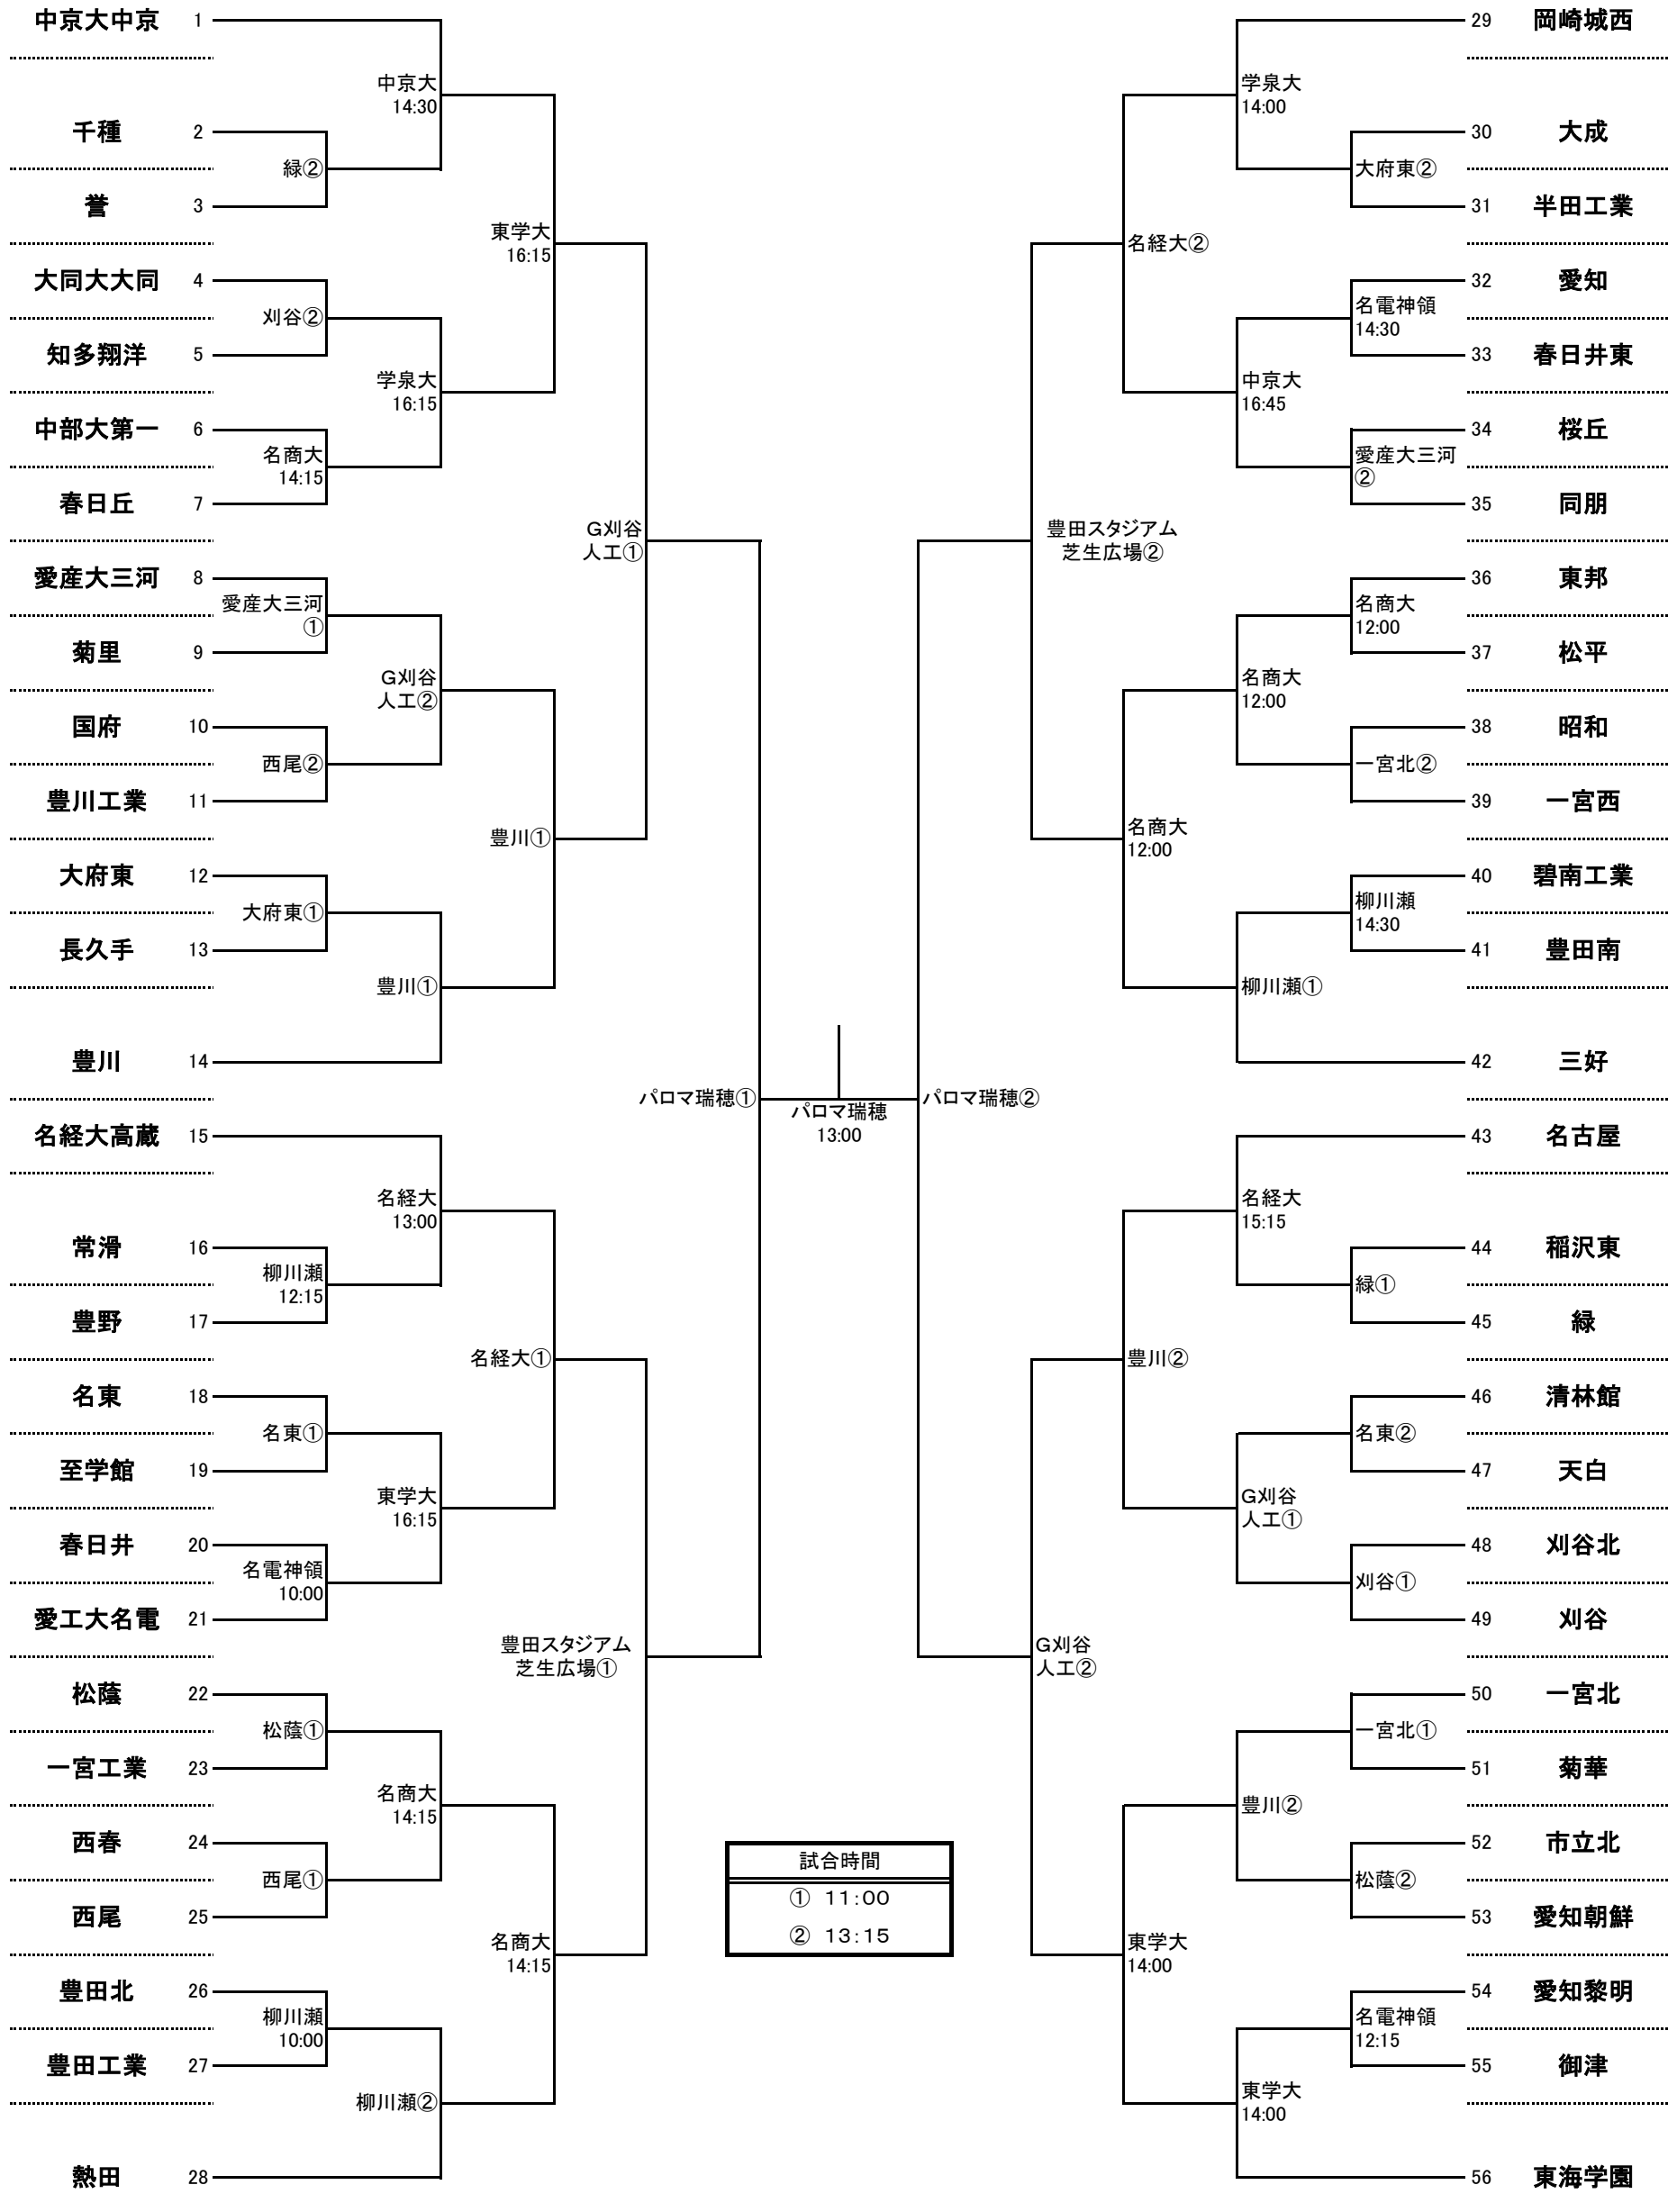 中京大中京 1
中京大
14:30
千種 2
緑②
誉 3
東学大
16:15
大同大大同 4
刈谷②
知多翔洋 5
学泉大
16:15
中部大第一 6
名商大
14:15
春日丘 7
G刈谷
人工①
愛産大三河 8
愛産大三河
①
菊里 9
G刈谷
人工②
国府 10
西尾②
豊川工業 11
豊川①
大府東 12
大府東①
長久手 13
豊川①
豊川 14
パロマ瑞穂①
名経大高蔵 15
名経大
13:00
常滑 16
柳川瀬
12:15
豊野 17
名経大①
名東 18
名東①
至学館 19
東学大
16:15
春日井 20
名電神領
10:00
愛工大名電 21
豊田スタジアム
芝生広場①
松蔭 22
松蔭①
一宮工業 23
名商大
14:15
西春 24
西尾①
西尾 25
名商大
14:15
豊田北 26
柳川瀬
10:00
豊田工業 27
柳川瀬②
熱田 28
パロマ瑞穂
13:00
試合時間
① 11:00
② 13:15
29 岡崎城西
学泉大
14:00
30 大成
大府東②
31 半田工業
名経大②
32 愛知
名電神領
14:30
33 春日井東
中京大
16:45
34 桜丘
愛産大三河
②
35 同朋
豊田スタジアム
芝生広場②
36 東邦
名商大
12:00
37 松平
名商大
12:00
38 昭和
一宮北②
39 一宮西
名商大
12:00
40 碧南工業
柳川瀬
14:30
41 豊田南
柳川瀬①
42 三好
パロマ瑞穂②
43 名古屋
名経大
15:15
44 稲沢東
緑①
45 緑
豊川②
46 清林館
名東②
47 天白
G刈谷
人工①
48 刈谷北
刈谷①
49 刈谷
G刈谷
人工②
50 一宮北
一宮北①
51 菊華
豊川②
52 市立北
松蔭②
53 愛知朝鮮
東学大
14:00
54 愛知黎明
名電神領
12:15
55 御津
東学大
14:00
56 東海学園